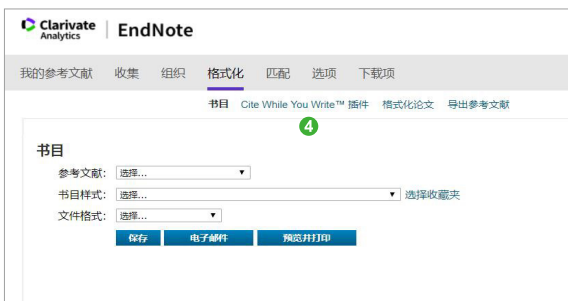 Clarivate Analytics | EndNote
我的参考文献 收集 组织 格式化 匹配 选项 下载项
书目 Cite While You Write™ 插件 格式化论文 导出参考文献
4
书目
参考文献: 选择...
书目样式: 选择... 选择收藏夹
文件格式: 选择...
保存 电子邮件 预览并打印